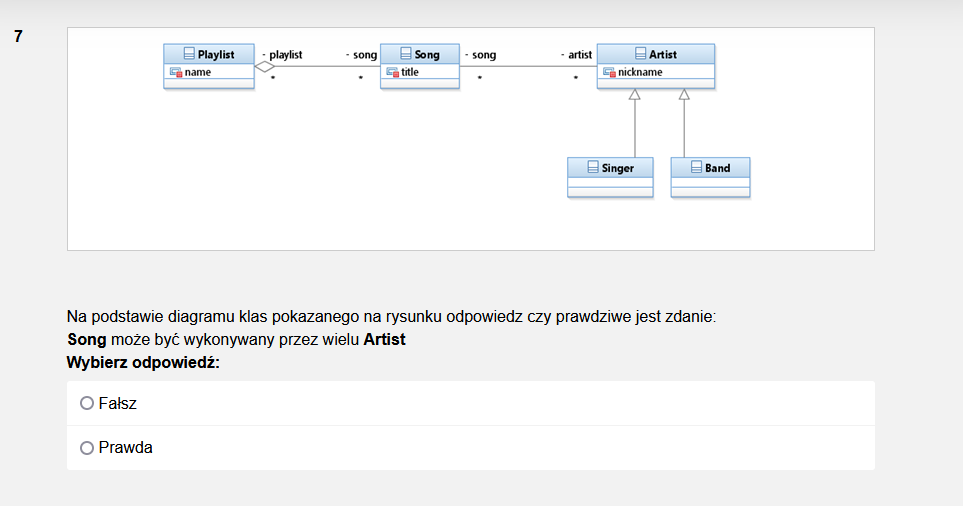 7
Playlist
- playlist
- song
Song
- song
- artist
Artist
name
*
*
title
*
*
nickname
Singer
Band
Na podstawie diagramu klas pokazanego na rysunku odpowiedz czy prawdziwe jest zdanie:
Song może być wykonywany przez wielu Artist
Wybierz odpowiedź:
Fałsz
Prawda